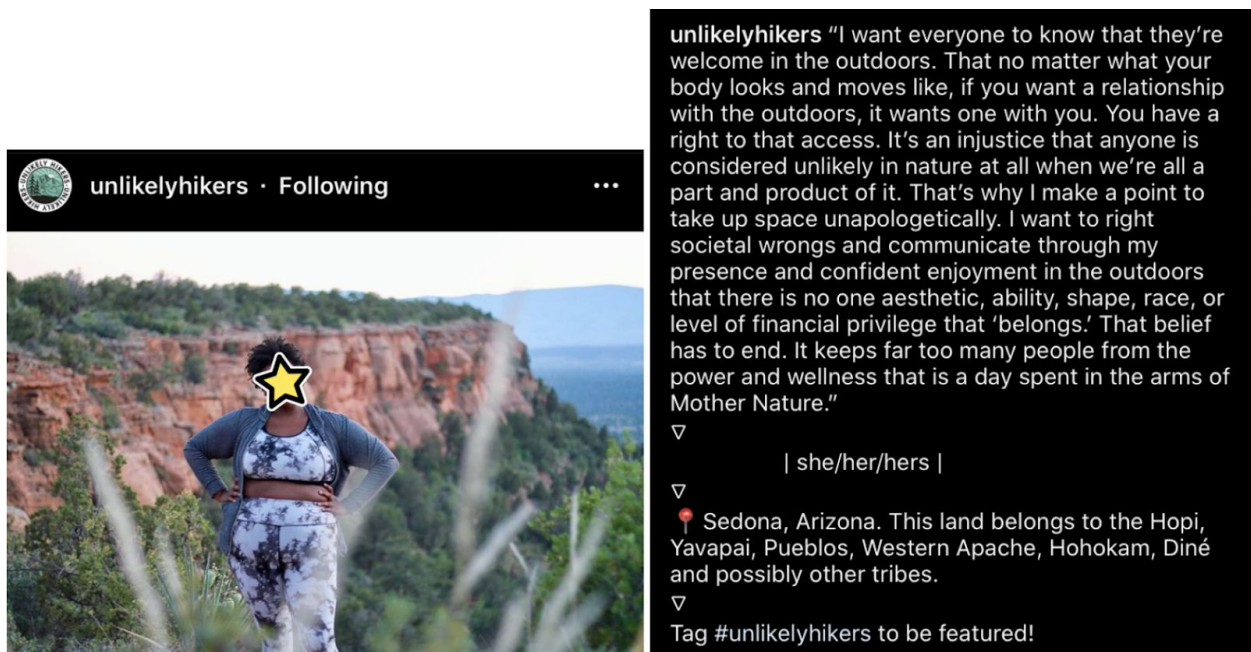 unlikelyhikers · Following
UNLIKELY HIKERS · UNLIKELY HIKERS ·
unlikelyhikers “I want everyone to know that they’re
welcome in the outdoors. That no matter what your
body looks and moves like, if you want a relationship
with the outdoors, it wants one with you. You have a
right to that access. It’s an injustice that anyone is
considered unlikely in nature at all when we’re all a
part and product of it. That’s why I make a point to
take up space unapologetically. I want to right
societal wrongs and communicate through my
presence and confident enjoyment in the outdoors
that there is no one aesthetic, ability, shape, race, or
level of financial privilege that ‘belongs.’ That belief
has to end. It keeps far too many people from the
power and wellness that is a day spent in the arms of
Mother Nature.”
| she/her/hers |
📍 Sedona, Arizona. This land belongs to the Hopi,
Yavapai, Pueblos, Western Apache, Hohokam, Diné
and possibly other tribes.
Tag #unlikelyhikers to be featured!